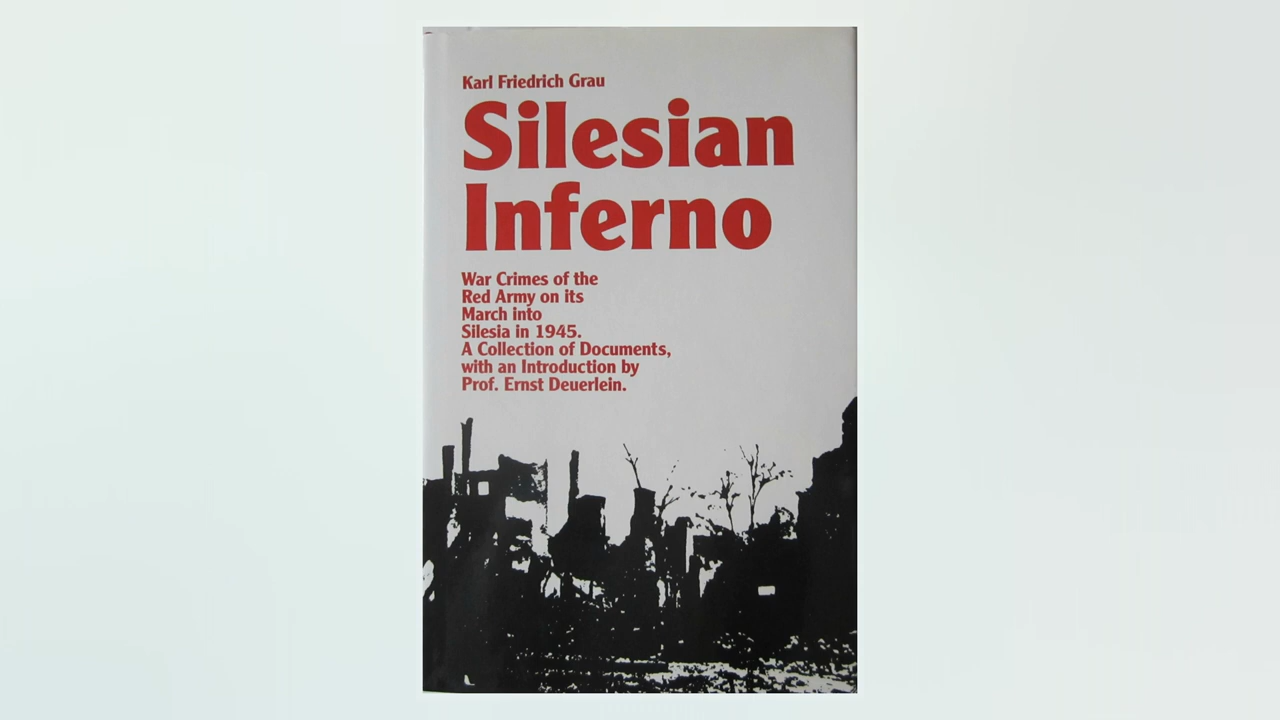 Karl Friedrich Grau
Silesian
Inferno
War Crimes of the
Red Army on its
March into
Silesia in 1945.
A Collection of Documents,
with an Introduction by
Prof. Ernst Deuerlein.